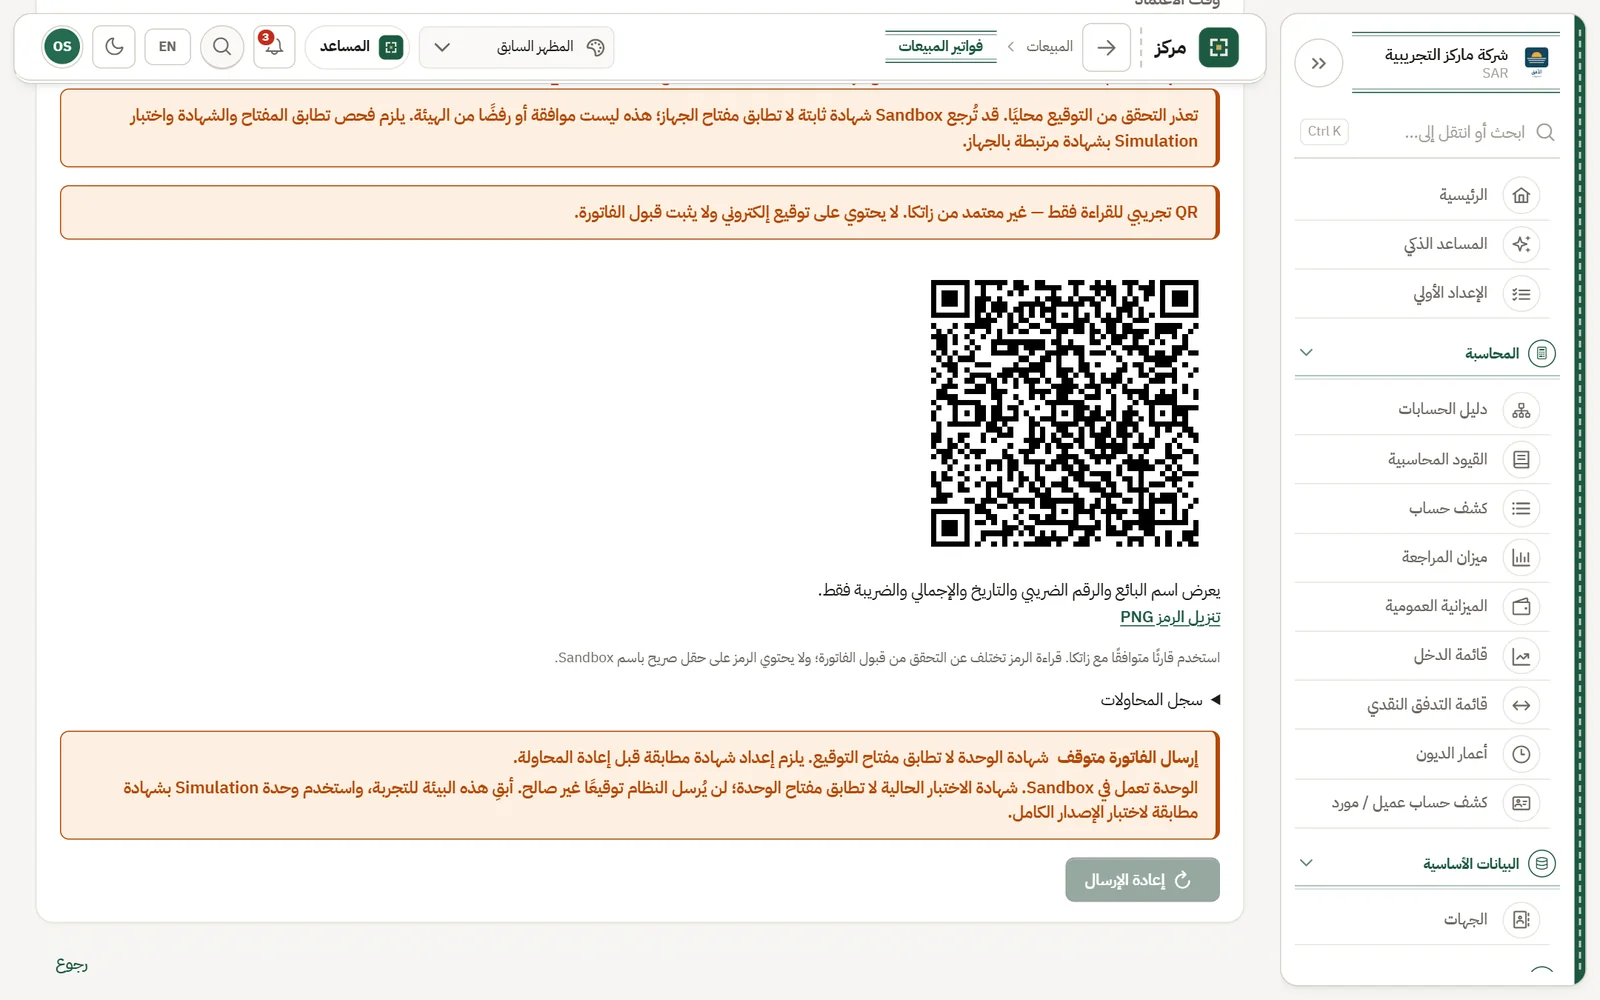 وقت الاعتماد
مركز
المبيعات
فواتير المبيعات
المظهر السابق
المساعد
3
EN
OS
تعذر التحقق من التوقيع محليًا. قد تُرجع Sandbox شهادة ثابتة لا تطابق مفتاح الجهاز؛ هذه ليست موافقة أو رفضًا من الهيئة. يلزم فحص تطابق المفتاح والشهادة واختبار
Simulation بشهادة مرتبطة بالجهاز.
QR تجريبي للقراءة فقط — غير معتمد من زاتكا. لا يحتوي على توقيع إلكتروني ولا يثبت قبول الفاتورة.
يعرض اسم البائع والرقم الضريبي والتاريخ والإجمالي والضريبة فقط.
تنزيل الرمز PNG
استخدم قارئًا متوافقًا مع زاتكا. قراءة الرمز تختلف عن التحقق من قبول الفاتورة؛ ولا يحتوي الرمز على حقل صريح باسم Sandbox.
سجل المحاولات
إرسال الفاتورة متوقف شهادة الوحدة لا تطابق مفتاح التوقيع. يلزم إعداد شهادة مطابقة قبل إعادة المحاولة.
الوحدة تعمل في Sandbox. شهادة الاختبار الحالية لا تطابق مفتاح الوحدة؛ لن يُرسل النظام توقيعًا غير صالح. أبقِ هذه البيئة للتجربة، واستخدم وحدة Simulation بشهادة
مطابقة لاختبار الإصدار الكامل.
إعادة الإرسال
رجوع
شركة ماركز التجريبية
SAR
ابحث أو انتقل إلى...
Ctrl K
الرئيسية
المساعد الذكي
الإعداد الأولي
المحاسبة
دليل الحسابات
القيود المحاسبية
كشف حساب
ميزان المراجعة
الميزانية العمومية
قائمة الدخل
قائمة التدفق النقدي
أعمار الديون
كشف حساب عميل / مورد
البيانات الأساسية
الجهات